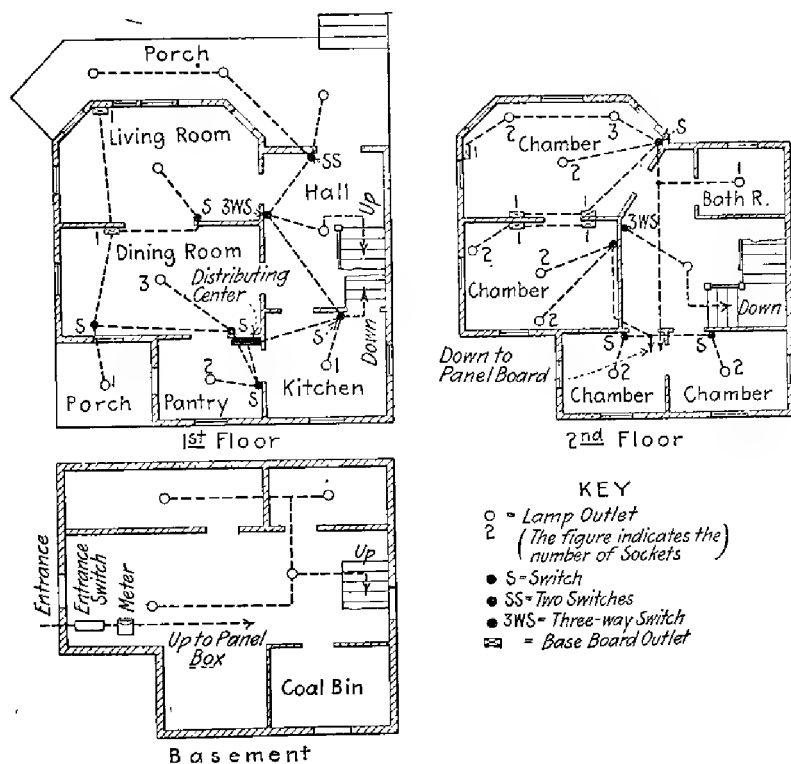 Porch
1
Living Room
SS
S 3WS
Hall
Up
1
Dining Room
3
Distributing
Center
S
S
S
Down
2
1
1
Kitchen
Porch
Pantry
S
1st Floor
S
2
3
Chamber
1
2
1
Bath R.
1 1
3WS
1 1
2
2
Chamber
2
Down
S
S
Down to
Panel Board
2
2
Chamber
Chamber
2nd Floor
Entrance
Entrance
Switch
Meter
Up
Up to Panel
Box
Coal Bin
Basement
KEY
= Lamp Outlet
2 (The figure indicates the
number of Sockets)
S = Switch
SS = Two Switches
3WS = Three-way Switch
= Base Board Outlet